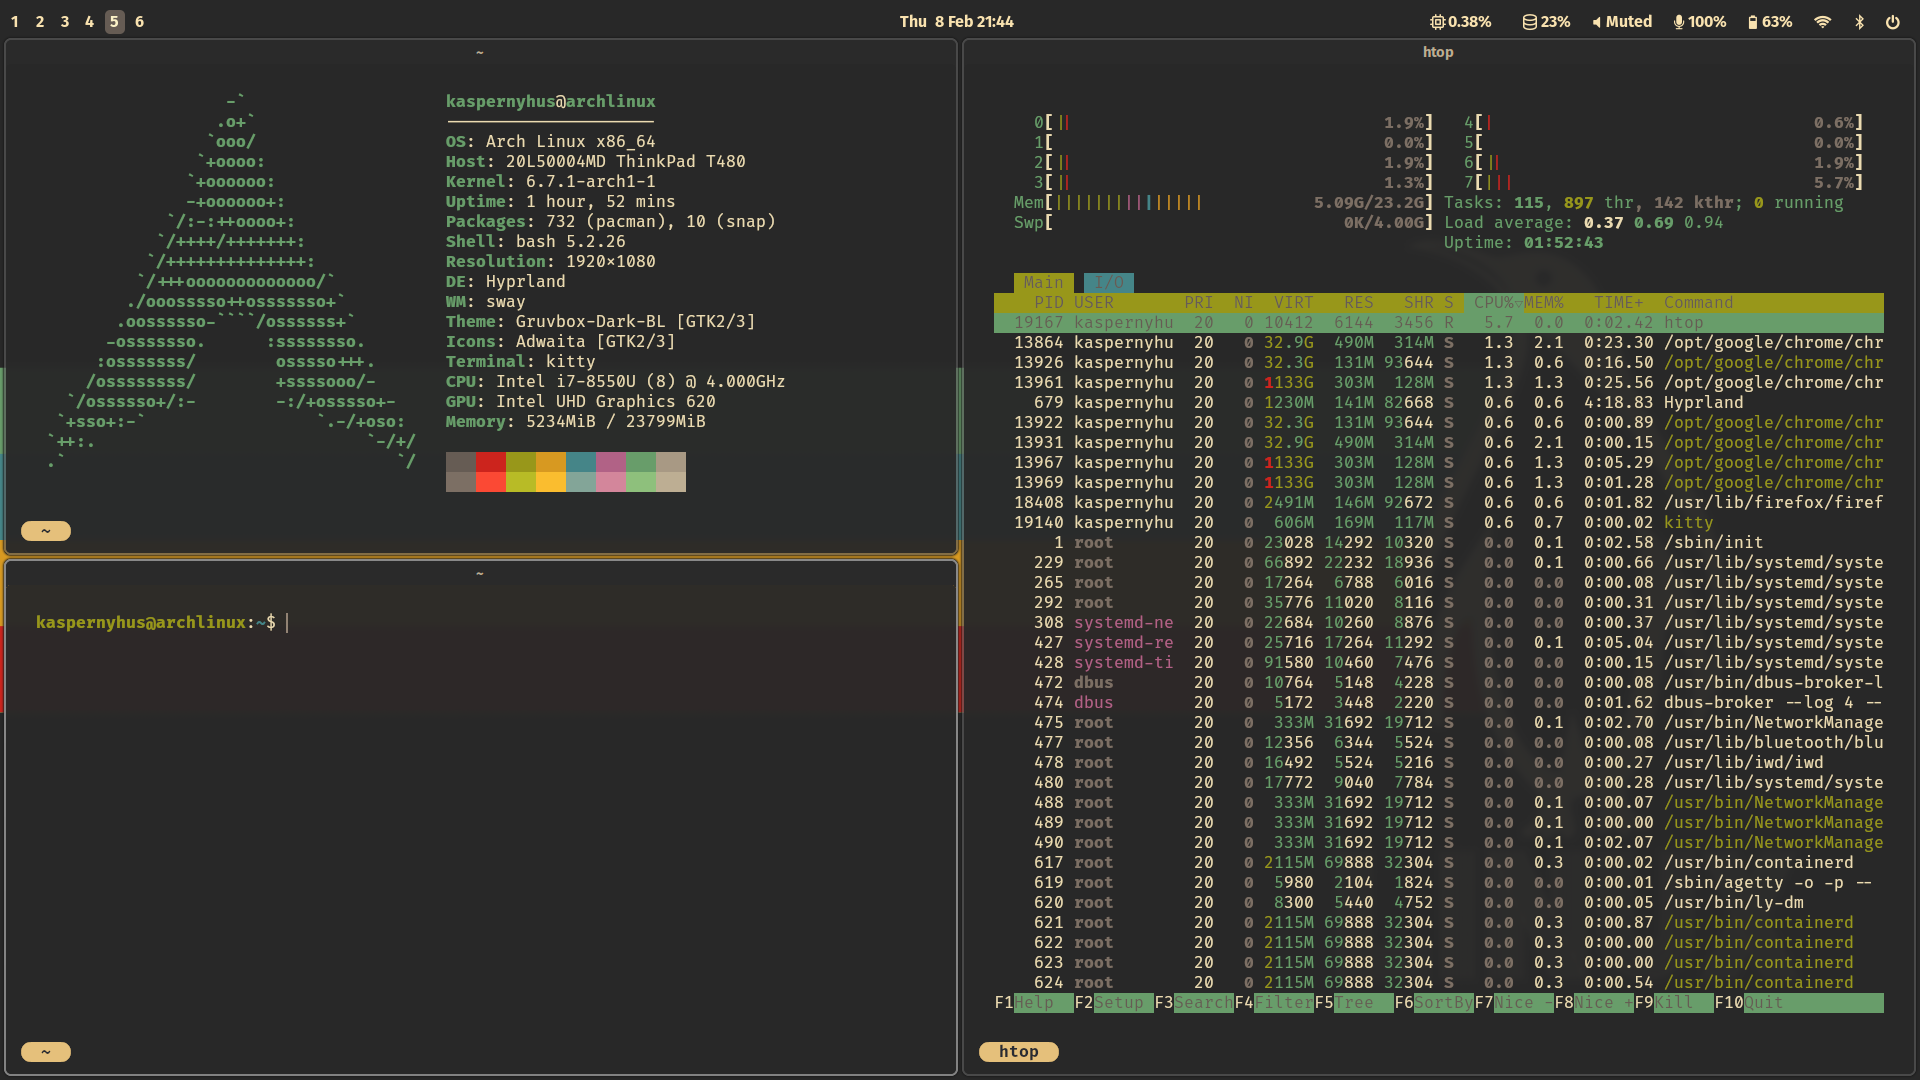 1 2 3 4 5 6
Thu 8 Feb 21:44
0.38% 23% Muted 100% 63%
~
-`
.o+`
`ooo/
`+oooo:
`+oooooo:
-+oooooo+:
`/:-:++oooo+:
`/++++/+++++++:
`/++++++++++++++:
`/+++ooooooooooooo/`
./ooosssso++osssssso+`
.oossssso-````/ossssss+`
-osssssso. :ssssssso.
:osssssss/ osssso+++.
/ossssssss/ +ssssooo/-
`/ossssso+/:- -:/+osssso+-
`+sso+:-` `.-/+oso:
`++:. `-/+/
.` `/
kaspernyhus@archlinux
OS: Arch Linux x86_64
Host: 20L50004MD ThinkPad T480
Kernel: 6.7.1-arch1-1
Uptime: 1 hour, 52 mins
Packages: 732 (pacman), 10 (snap)
Shell: bash 5.2.26
Resolution: 1920×1080
DE: Hyprland
WM: sway
Theme: Gruvbox-Dark-BL [GTK2/3]
Icons: Adwaita [GTK2/3]
Terminal: kitty
CPU: Intel i7-8550U (8) @ 4.000GHz
GPU: Intel UHD Graphics 620
Memory: 5234MiB / 23799MiB
~
~
kaspernyhus@archlinux:~$
~
htop
0[|| 1.9%] 4[| 0.6%]
1[ 0.0%] 5[ 0.0%]
2[|| 1.9%] 6[|| 1.9%]
3[|| 1.3%] 7[||| 5.7%]
Mem[||||||||||||||| 5.09G/23.2G] Tasks: 115, 897 thr, 142 kthr; 0 running
Swp[ 0K/4.00G] Load average: 0.37 0.69 0.94
Uptime: 01:52:43
Main I/O
PID USER PRI NI VIRT RES SHR S CPU%▽MEM% TIME+ Command
19167 kaspernyhu 20 0 10412 6144 3456 R 5.7 0.0 0:02.42 htop
13864 kaspernyhu 20 0 32.9G 490M 314M S 1.3 2.1 0:23.30 /opt/google/chrome/chr
13926 kaspernyhu 20 0 32.3G 131M 93644 S 1.3 0.6 0:16.50 /opt/google/chrome/chr
13961 kaspernyhu 20 0 1133G 303M 128M S 1.3 1.3 0:25.56 /opt/google/chrome/chr
679 kaspernyhu 20 0 1230M 141M 82668 S 0.6 0.6 4:18.83 Hyprland
13922 kaspernyhu 20 0 32.3G 131M 93644 S 0.6 0.6 0:00.89 /opt/google/chrome/chr
13931 kaspernyhu 20 0 32.9G 490M 314M S 0.6 2.1 0:00.15 /opt/google/chrome/chr
13967 kaspernyhu 20 0 1133G 303M 128M S 0.6 1.3 0:05.29 /opt/google/chrome/chr
13969 kaspernyhu 20 0 1133G 303M 128M S 0.6 1.3 0:01.28 /opt/google/chrome/chr
18408 kaspernyhu 20 0 2491M 146M 92672 S 0.6 0.6 0:01.82 /usr/lib/firefox/firef
19140 kaspernyhu 20 0 606M 169M 117M S 0.6 0.7 0:00.02 kitty
1 root 20 0 23028 14292 10320 S 0.0 0.1 0:02.58 /sbin/init
229 root 20 0 66892 22232 18936 S 0.0 0.1 0:00.66 /usr/lib/systemd/syste
265 root 20 0 17264 6788 6016 S 0.0 0.0 0:00.08 /usr/lib/systemd/syste
292 root 20 0 35776 11020 8116 S 0.0 0.0 0:00.31 /usr/lib/systemd/syste
308 systemd-ne 20 0 22684 10260 8876 S 0.0 0.0 0:00.37 /usr/lib/systemd/syste
427 systemd-re 20 0 25716 17264 11292 S 0.0 0.1 0:05.04 /usr/lib/systemd/syste
428 systemd-ti 20 0 91580 10460 7476 S 0.0 0.0 0:00.15 /usr/lib/systemd/syste
472 dbus 20 0 10764 5148 4228 S 0.0 0.0 0:00.08 /usr/bin/dbus-broker-l
474 dbus 20 0 5172 3448 2220 S 0.0 0.0 0:01.62 dbus-broker --log 4 --
475 root 20 0 333M 31692 19712 S 0.0 0.1 0:02.70 /usr/bin/NetworkManage
477 root 20 0 12356 6344 5524 S 0.0 0.0 0:00.08 /usr/lib/bluetooth/blu
478 root 20 0 16492 5524 5216 S 0.0 0.0 0:00.27 /usr/lib/iwd/iwd
480 root 20 0 17772 9040 7784 S 0.0 0.0 0:00.28 /usr/lib/systemd/syste
488 root 20 0 333M 31692 19712 S 0.0 0.1 0:00.07 /usr/bin/NetworkManage
489 root 20 0 333M 31692 19712 S 0.0 0.1 0:00.00 /usr/bin/NetworkManage
490 root 20 0 333M 31692 19712 S 0.0 0.1 0:02.07 /usr/bin/NetworkManage
617 root 20 0 2115M 69888 32304 S 0.0 0.3 0:00.02 /usr/bin/containerd
619 root 20 0 5980 2104 1824 S 0.0 0.0 0:00.01 /sbin/agetty -o -p --
620 root 20 0 8300 5440 4752 S 0.0 0.0 0:00.05 /usr/bin/ly-dm
621 root 20 0 2115M 69888 32304 S 0.0 0.3 0:00.87 /usr/bin/containerd
622 root 20 0 2115M 69888 32304 S 0.0 0.3 0:00.00 /usr/bin/containerd
623 root 20 0 2115M 69888 32304 S 0.0 0.3 0:00.00 /usr/bin/containerd
624 root 20 0 2115M 69888 32304 S 0.0 0.3 0:00.54 /usr/bin/containerd
F1Help F2Setup F3SearchF4FilterF5Tree F6SortByF7Nice -F8Nice +F9Kill F10Quit
htop